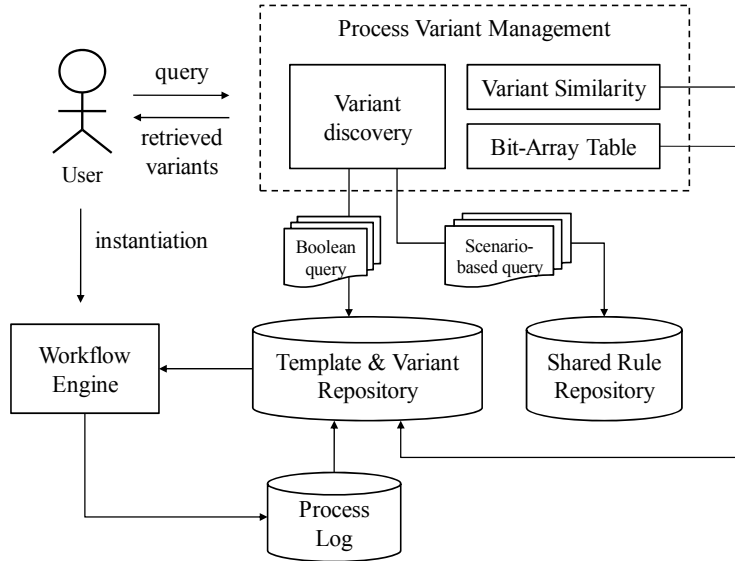 Process Variant Management
query
retrieved
variants
User
Variant
discovery
Variant Similarity
Bit-Array Table
instantiation
Boolean
query
Scenario-
based query
Workflow
Engine
Template & Variant
Repository
Shared Rule
Repository
Process
Log